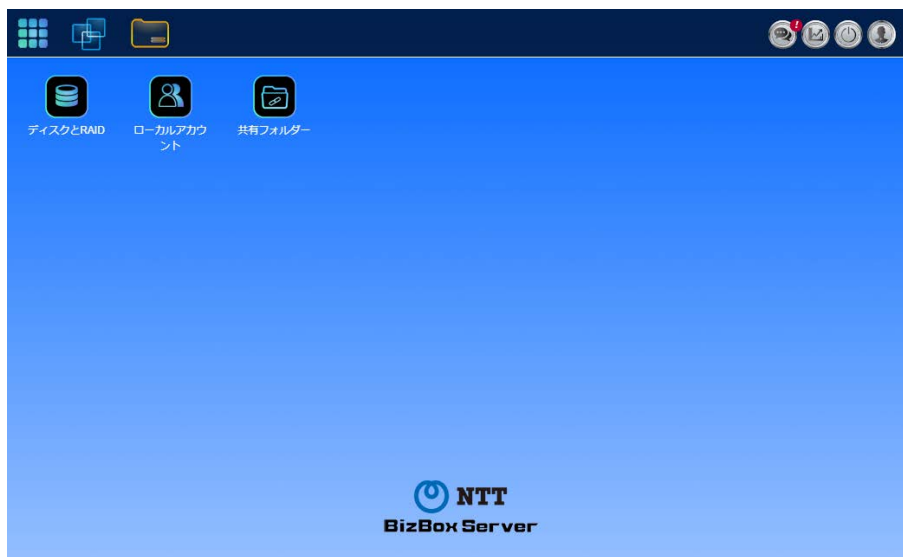 ディスクとRAID
ローカルアカウ
ント
共有フォルダー
NTT
BizBox Server